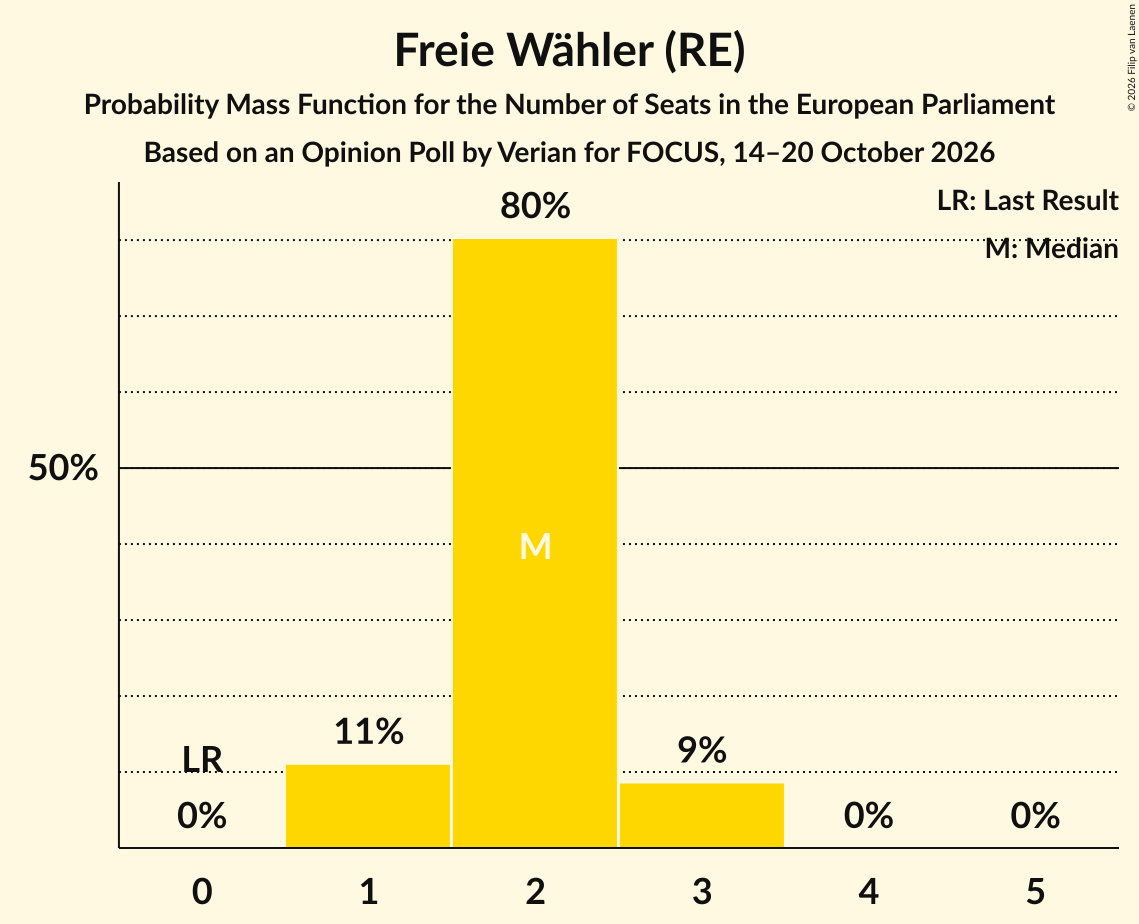 Freie Wähler (RE)
Probability Mass Function for the Number of Seats in the European Parliament
Based on an Opinion Poll by Verian for FOCUS, 14–20 October 2026
© 2026 Filip van Laenen
LR: Last Result
M: Median
80%
50%
M
LR
11%
9%
0%
0%
0%
0
1
2
3
4
5